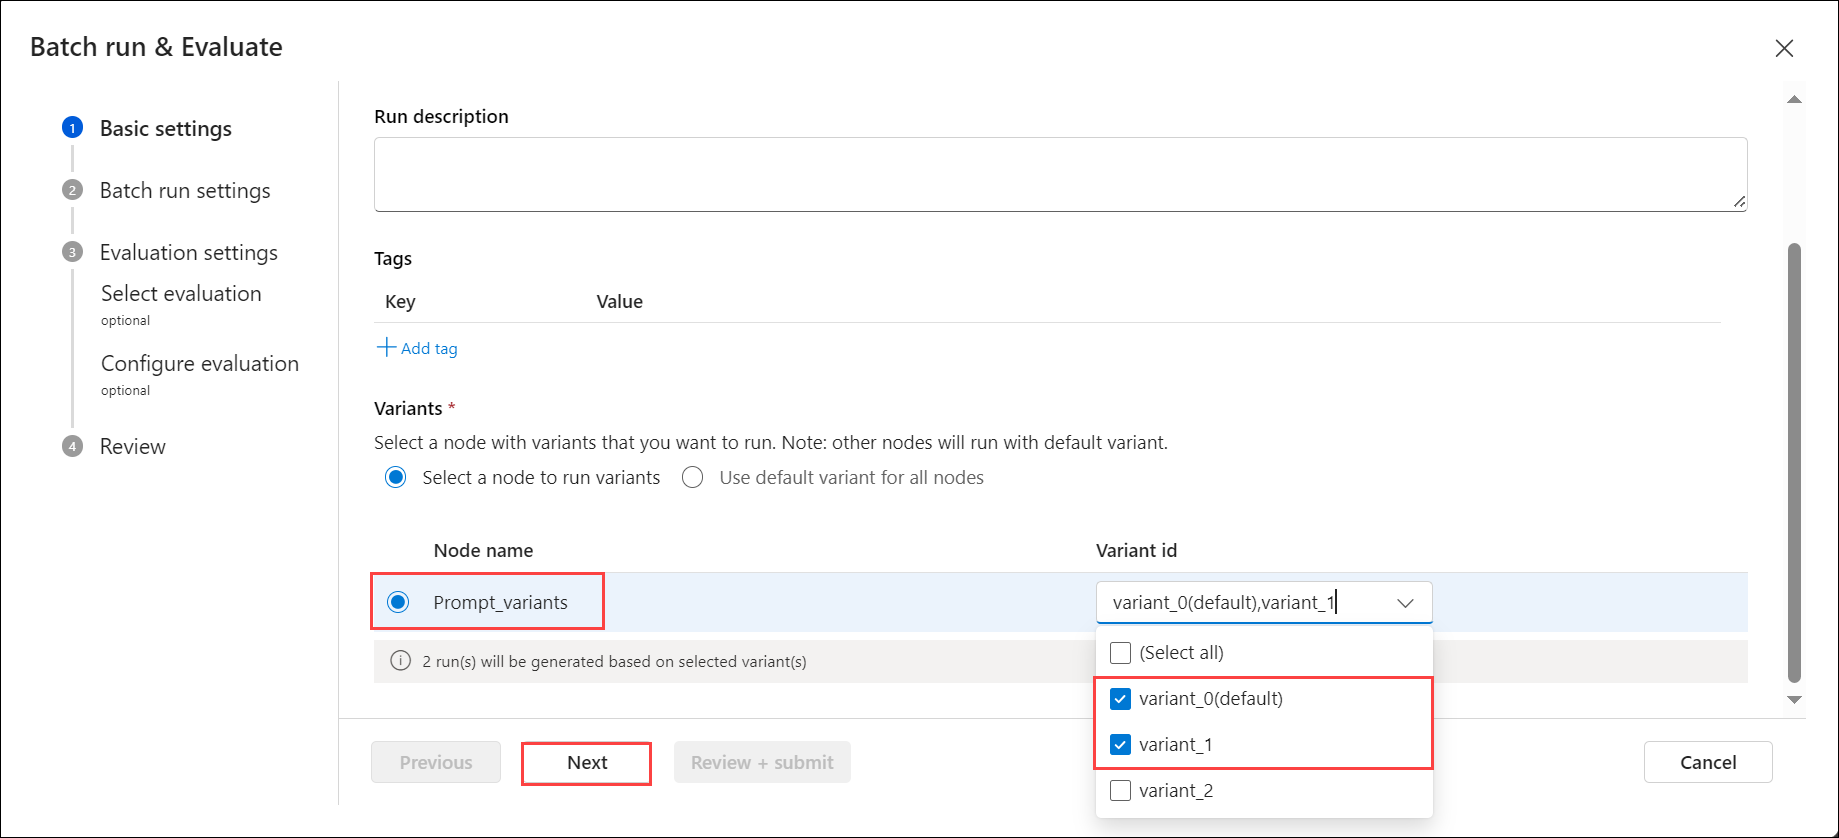 Batch run & Evaluate
1 Basic settings
2 Batch run settings
3 Evaluation settings
Select evaluation
optional
Configure evaluation
optional
4 Review
Run description
Tags
Key Value
Add tag
Variants *
Select a node with variants that you want to run. Note: other nodes will run with default variant.
Select a node to run variants Use default variant for all nodes
Node name Variant id
Prompt_variants variant_0(default),variant_1
2 run(s) will be generated based on selected variant(s)
(Select all)
variant_0(default)
variant_1
variant_2
Previous Next Review + submit Cancel